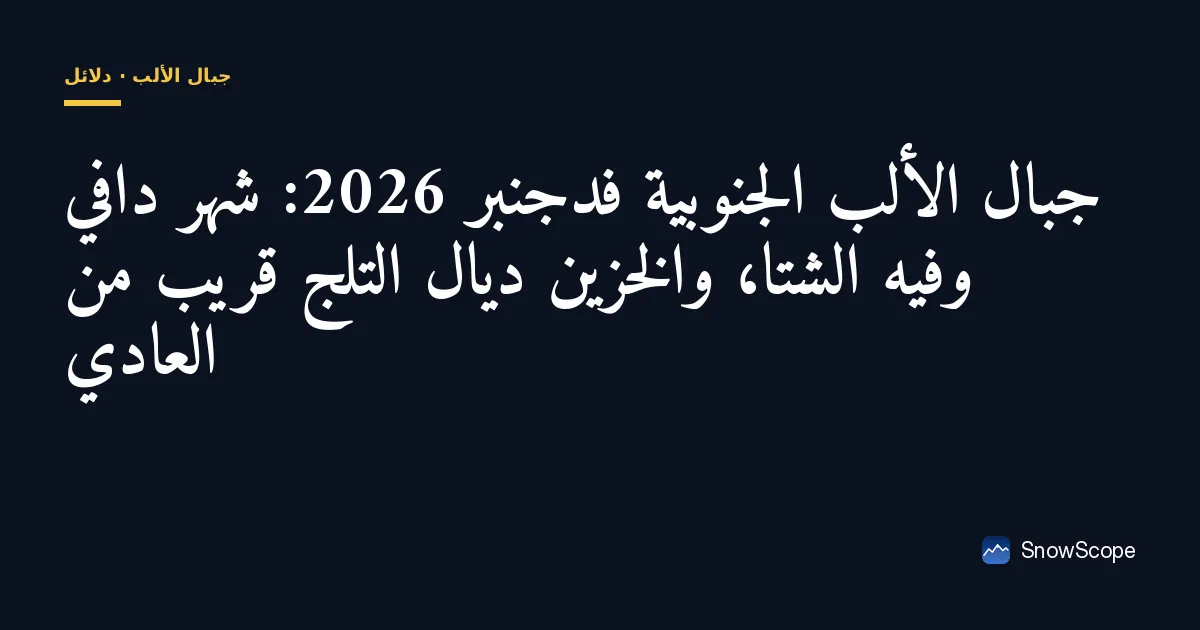 جبال الألب · دلائل
جبال الألب الجنوبية فدجنبر 2026: شهر دافي
وفيه الشتا، والخزين ديال التلج قريب من
العادي
SnowScope